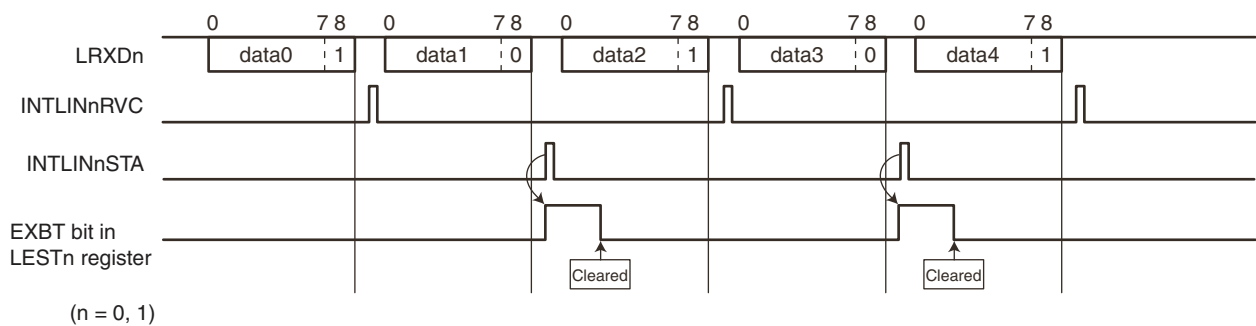 0 7 8 0 7 8 0 7 8 0 7 8 0 7 8
LRXDn data0 1 data1 0 data2 1 data3 0 data4 1
INTLINnRVC
INTLINnSTA
EXBT bit in
LESTn register
Cleared Cleared
(n = 0, 1)